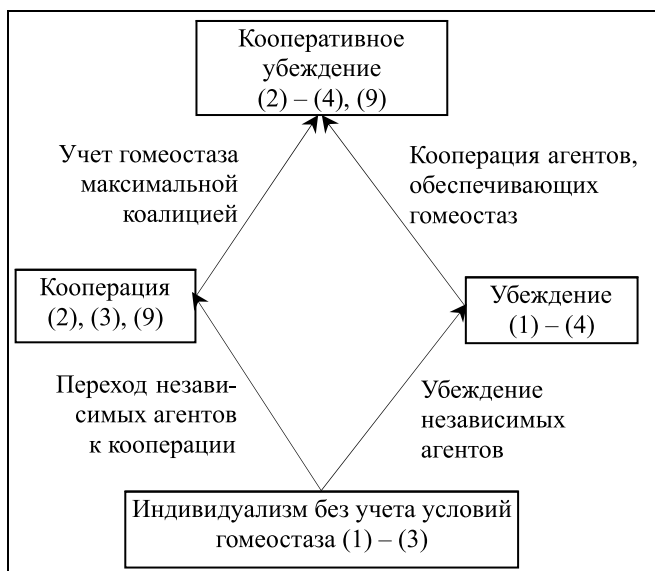 Кооперативное
убеждение
(2) – (4), (9)
Учет гомеостаза
максимальной
коалицией
Кооперация агентов,
обеспечивающих
гомеостаз
Кооперация
(2), (3), (9)
Убеждение
(1) – (4)
Переход незави-
симых агентов
к кооперации
Убеждение
независимых
агентов
Индивидуализм без учета условий
гомеостаза (1) – (3)